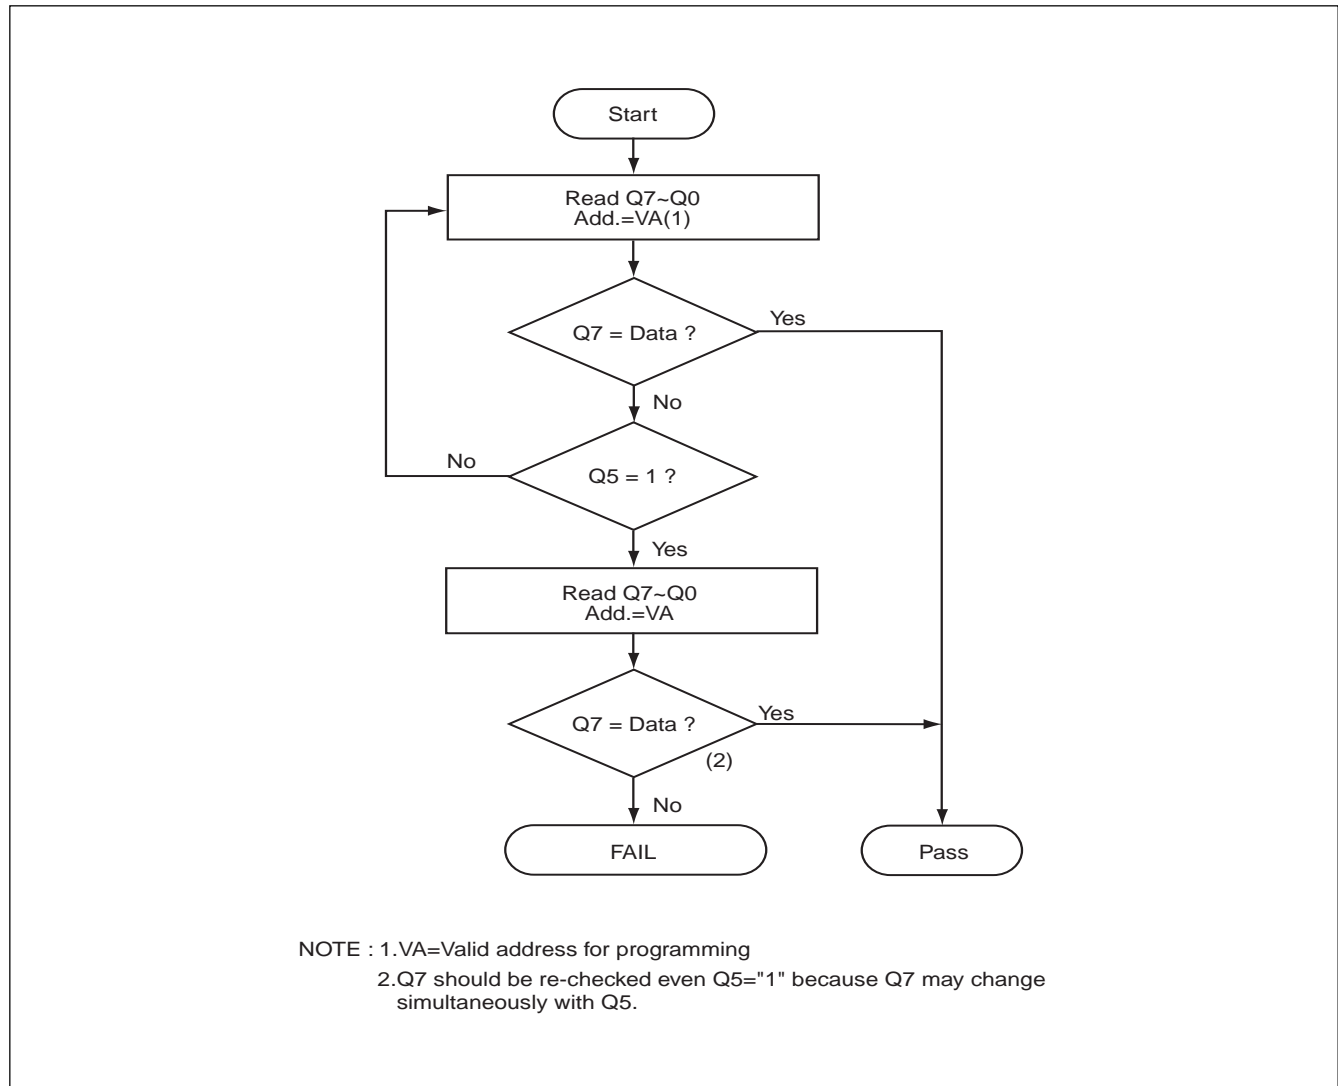 Start
Read Q7~Q0
Add.=VA(1)
Q7 = Data ?
Yes
No
No
Q5 = 1 ?
Yes
Read Q7~Q0
Add.=VA
Q7 = Data ?
Yes
(2)
No
FAIL
Pass
NOTE : 1.VA=Valid address for programming
2.Q7 should be re-checked even Q5="1" because Q7 may change
simultaneously with Q5.